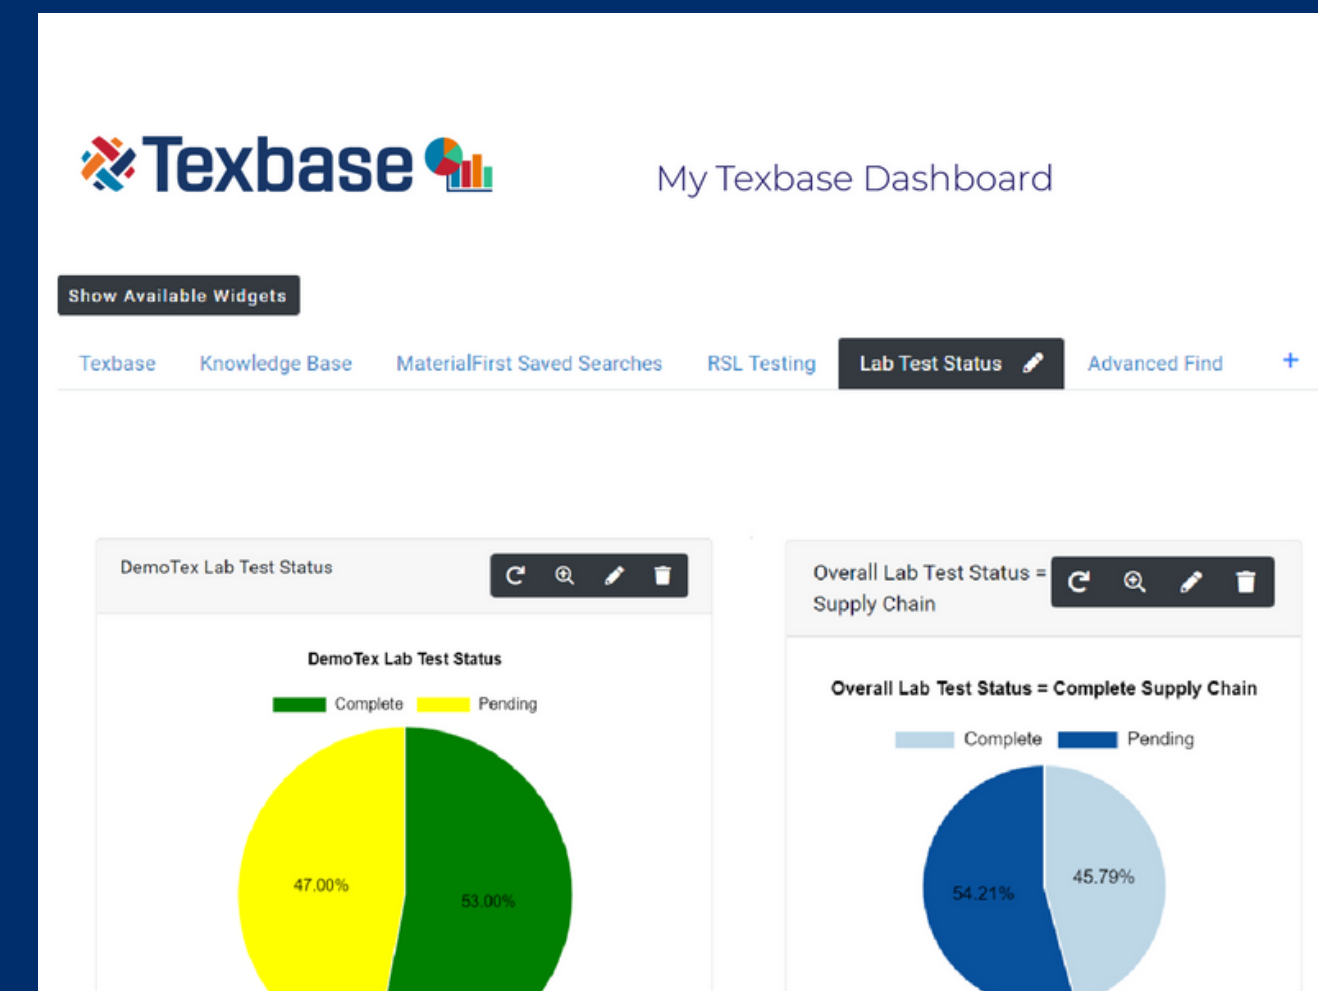 Texbase
My Texbase Dashboard
Show Available Widgets
Texbase Knowledge Base MaterialFirst Saved Searches RSL Testing Lab Test Status Advanced Find +
DemoTex Lab Test Status
DemoTex Lab Test Status
Complete Pending
47.00%
53.00%
Overall Lab Test Status =
Supply Chain
Overall Lab Test Status = Complete Supply Chain
Complete Pending
54.21%
45.79%